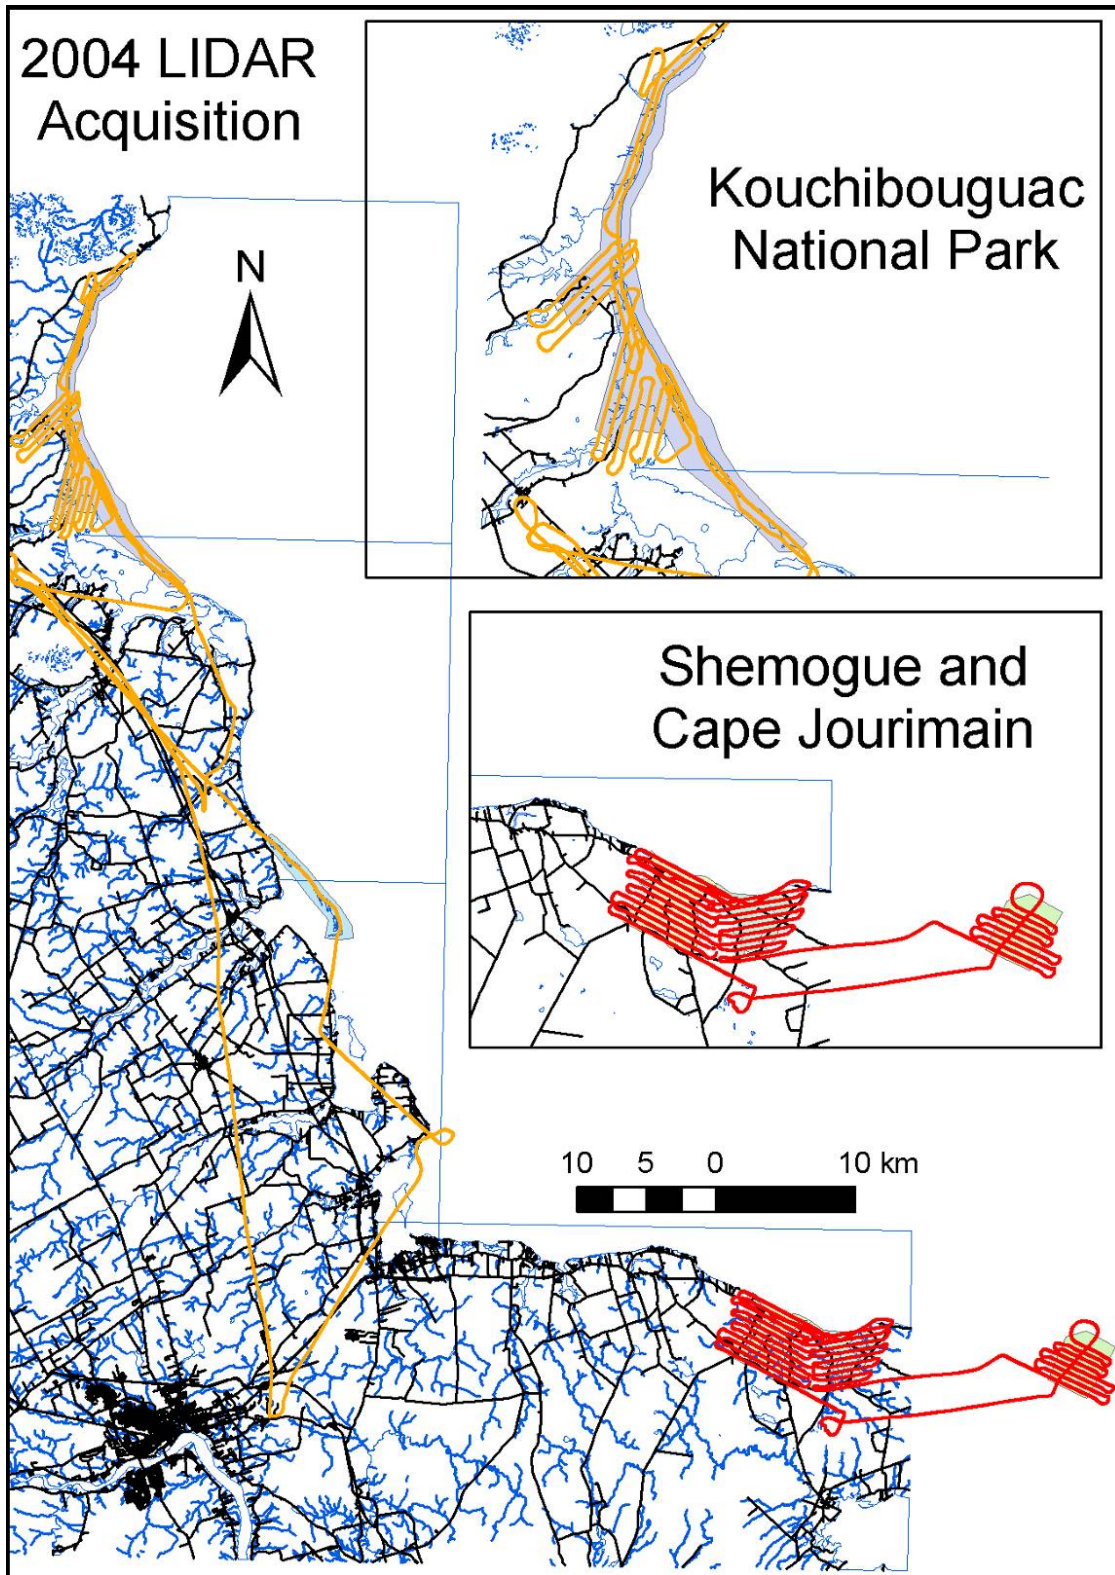 2004 LIDAR
Acquisition
Kouchibouguac
National Park
N
Shemogue and
Cape Jourimain
10 5 0 10 km